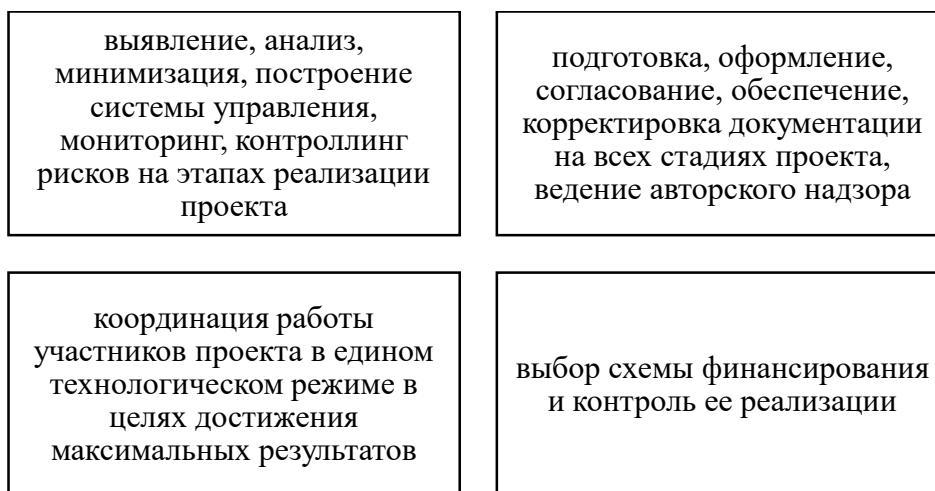 выявление, анализ,
минимизация, построение
системы управления,
мониторинг, контроллинг
рисков на этапах реализации
проекта
подготовка, оформление,
согласование, обеспечение,
корректировка документации
на всех стадиях проекта,
ведение авторского надзора
координация работы
участников проекта в едином
технологическом режиме в
целях достижения
максимальных результатов
выбор схемы финансирования
и контроль ее реализации